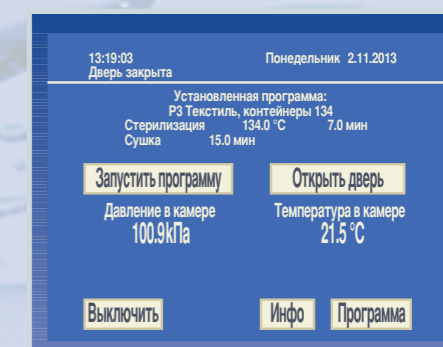 13:19:03 Понедельник 2.11.2013
Дверь закрыта
Установленная программа:
P3 Текстиль, контейнеры 134
Стерилизация 134.0 °C 7.0 мин
Сушка 15.0 мин
Запустить программу Открыть дверь
Давление в камере Температура в камере
100.9kПа 21.5 °C
Выключить Инфо Программа